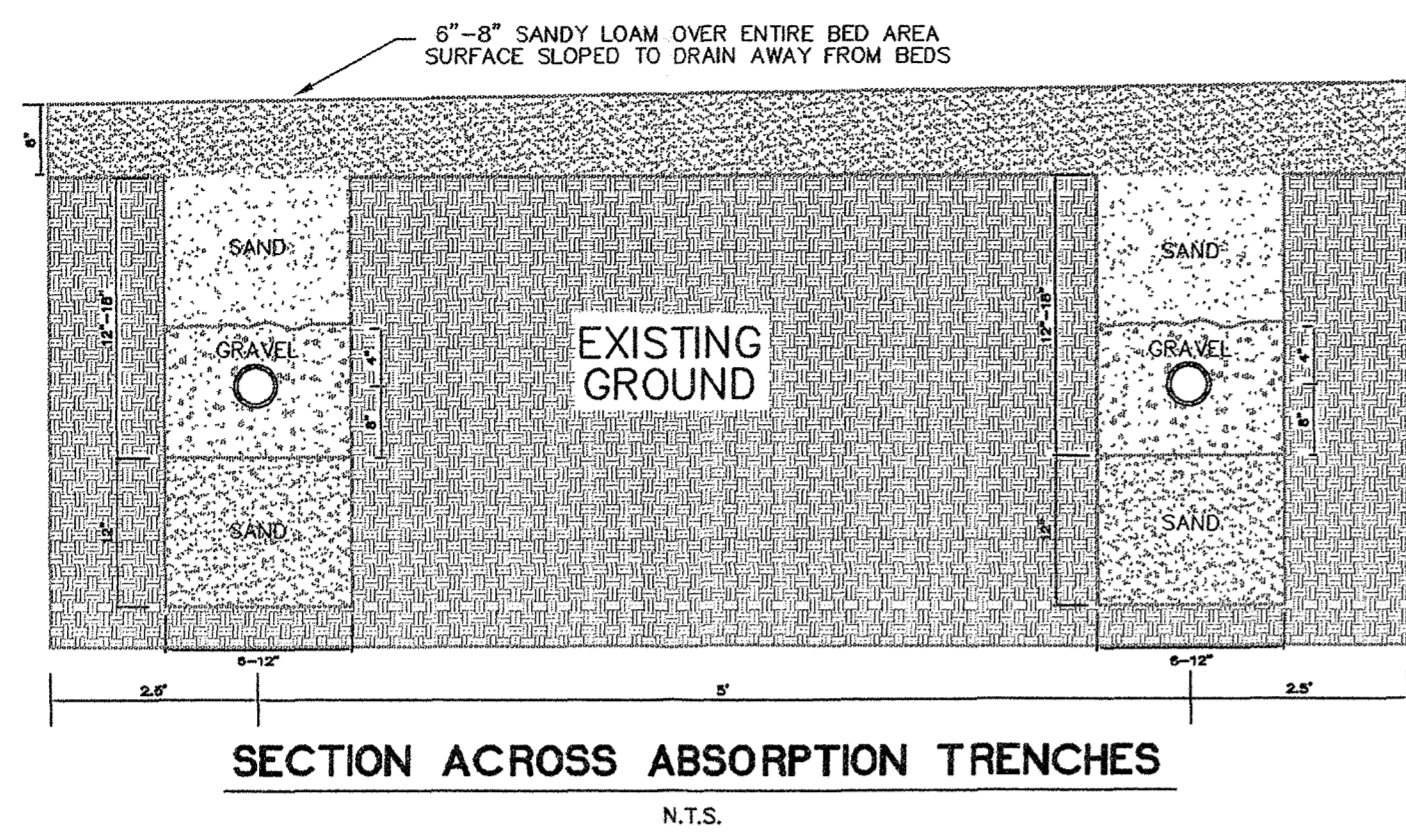 6"-8" SANDY LOAM OVER ENTIRE BED AREA
SURFACE SLOPED TO DRAIN AWAY FROM BEDS
SAND
SAND
12"-18"
12"-18"
GRAVEL
4"
8"
EXISTING
GROUND
GRAVEL
4"
8"
SAND
12"
SAND
12"
6-12"
6-12"
2.5'
5'
2.5'
SECTION ACROSS ABSORPTION TRENCHES
N.T.S.